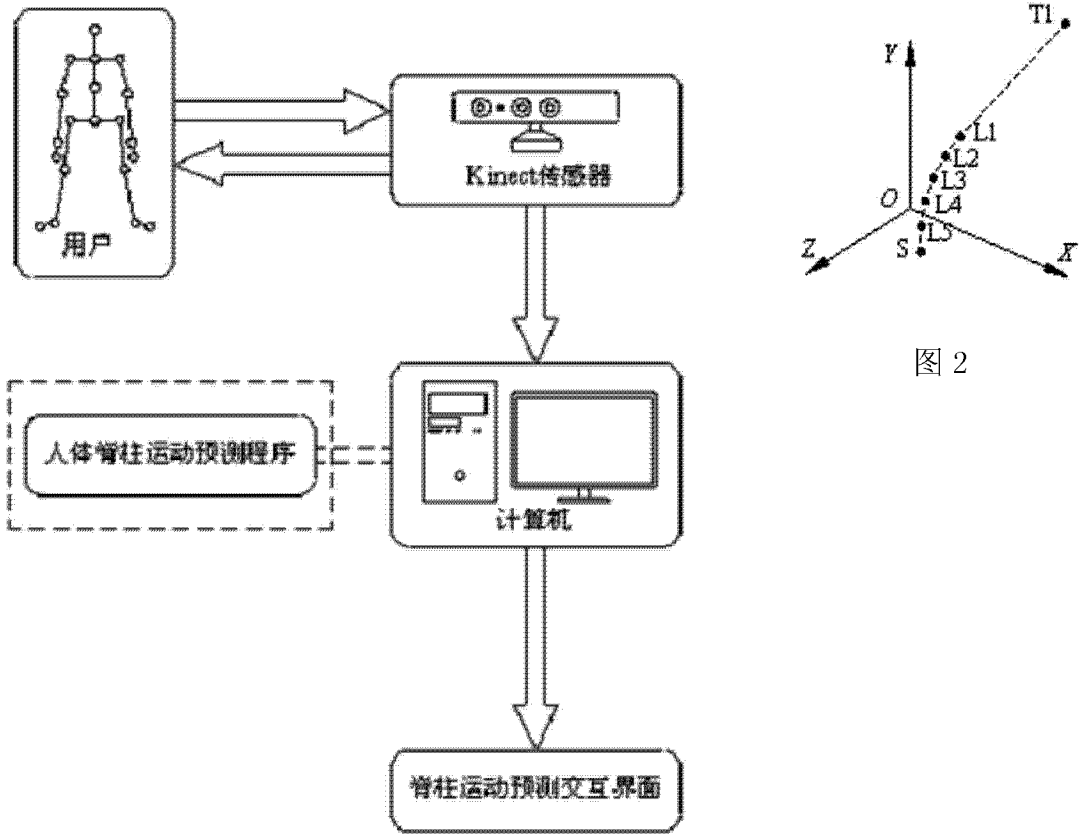 用户
Kinect传感器
人体脊柱运动预测程序
计算机
脊柱运动预测交互界面
T1
Y
L1
L2
L3
O
L4
L5
Z
S
X
图 2